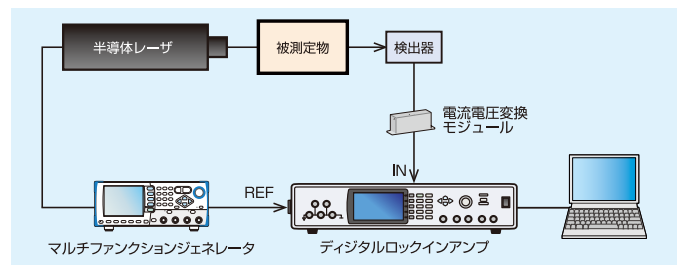 半導体レーザ
被測定物
検出器
電流電圧変換
モジュール
IN
REF
マルチファンクションジェネレータ
ディジタルロックインアンプ